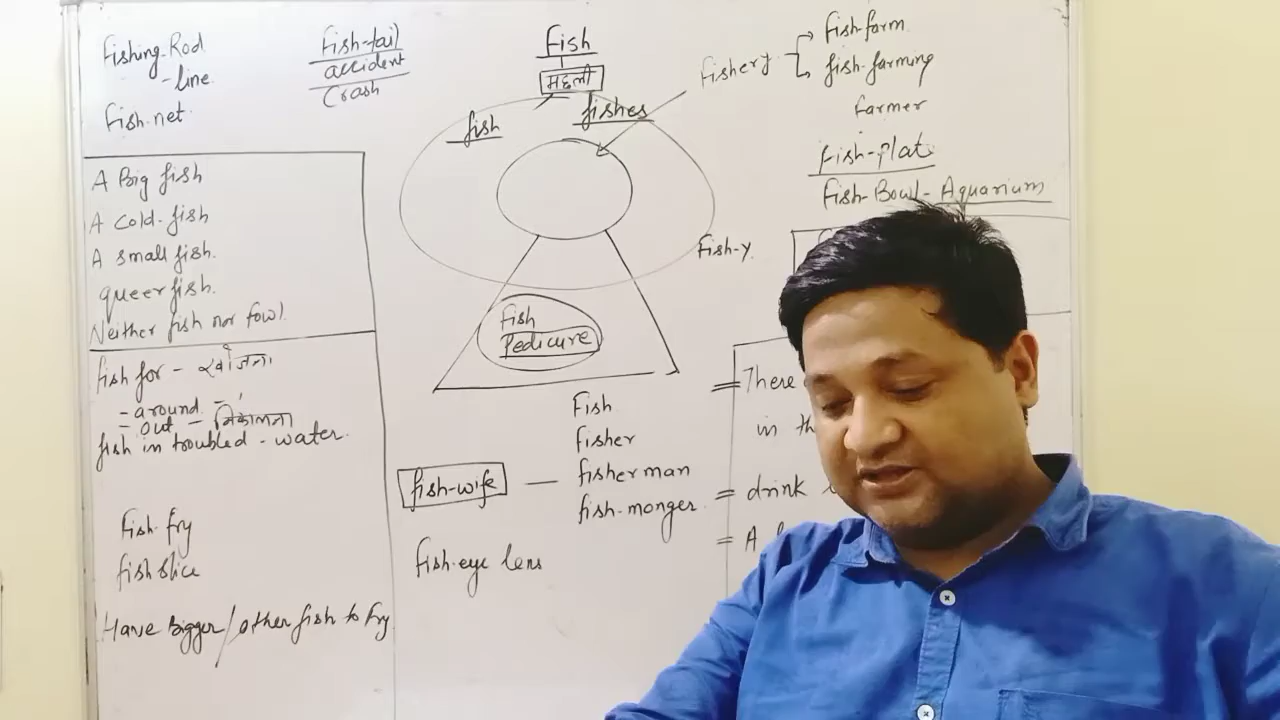 Fishing-Rod
- line
Fish-net
Fish-tail
accident
Crash
Fish
मछली
fish
fishes
Fishery
Fish-farm
fish-farming
farmer
Fish-Plate
Fish-Bowl- Aquarium
A Big fish
A cold-fish
A small fish.
queer fish.
Neither fish nor fowl
fish for - खोजना
- around -
- out - निकालना
fish in troubled - water.
Fish-Fry
fish slice
Have Bigger / other fish to fry
Fish-y
Fish
Pedicure
Fish
Fisher
fisherman
fish-monger
fish-wife —
fish-eye lens
= There
in th
= drink
= A